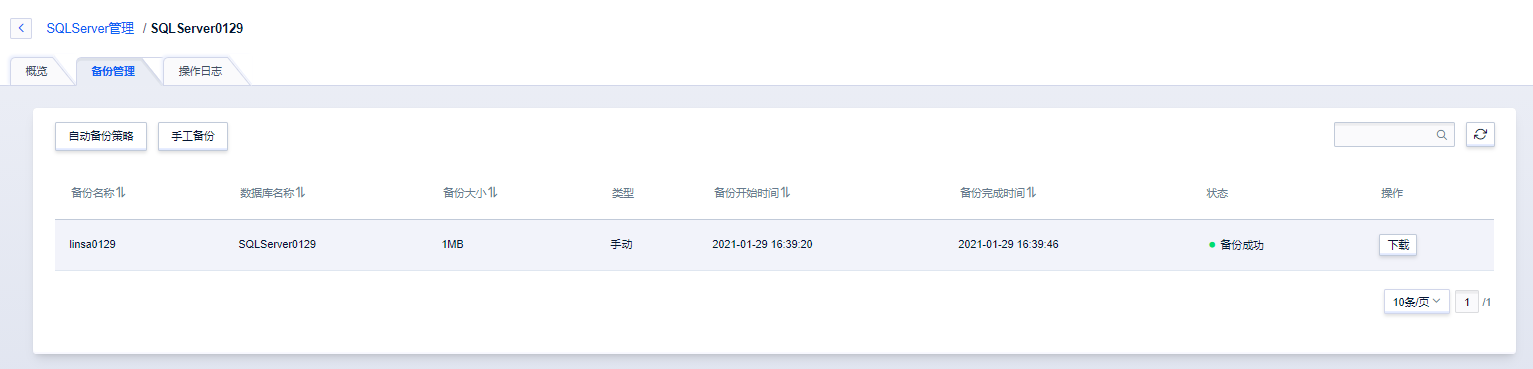 SQLServer管理 / SQLServer0129
概览 备份管理 操作日志
自动备份策略 手工备份
备份名称 数据库名称 备份大小 类型 备份开始时间 备份完成时间 状态 操作
linsa0129 SQLServer0129 1MB 手动 2021-01-29 16:39:20 2021-01-29 16:39:46 备份成功 下载
10条/页 1 /1